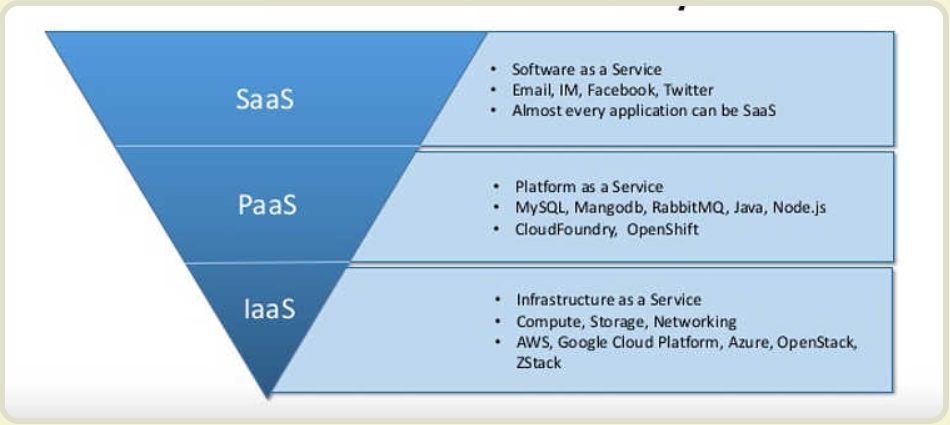 SaaS
• Software as a Service
• Email, IM, Facebook, Twitter
• Almost every application can be SaaS
PaaS
• Platform as a Service
• MySQL, Mangodb, RabbitMQ, Java, Node.js
• CloudFoundry, OpenShift
IaaS
• Infrastructure as a Service
• Compute, Storage, Networking
• AWS, Google Cloud Platform, Azure, OpenStack,
ZStack